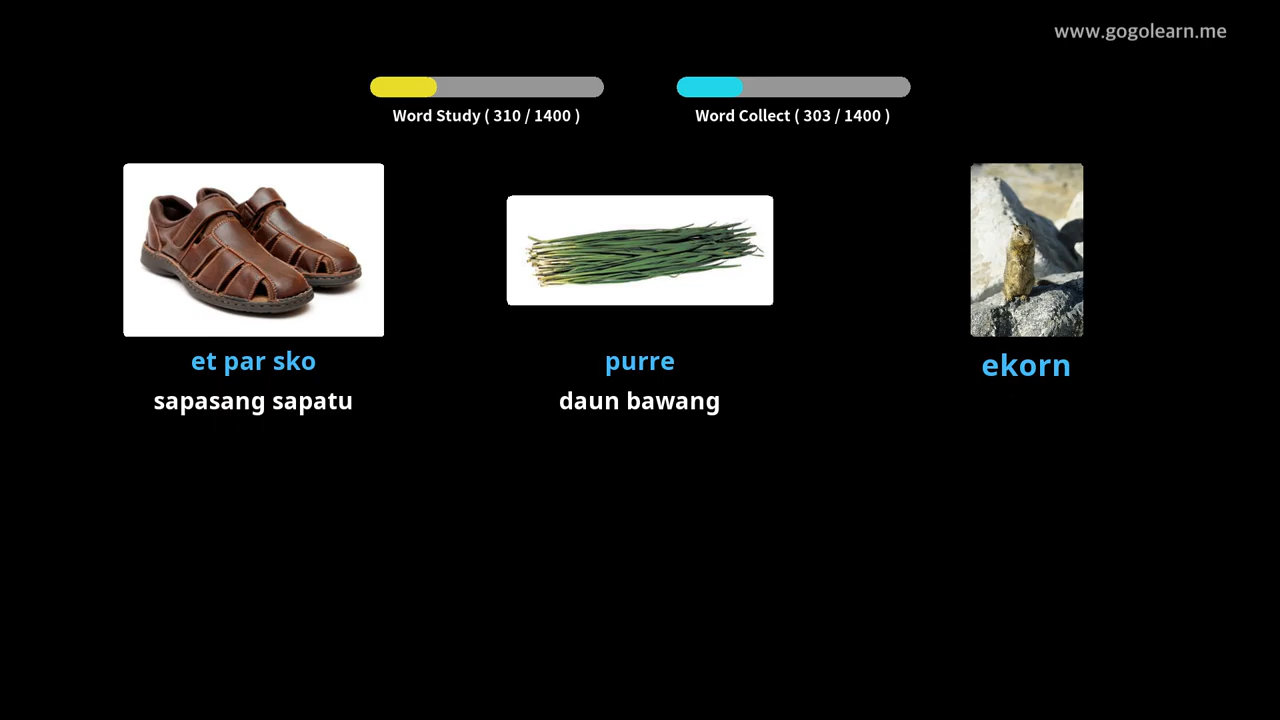 www.gogolearn.me
Word Study ( 310 / 1400 )
Word Collect ( 303 / 1400 )
et par sko
sapasang sapatu
purre
daun bawang
ekorn